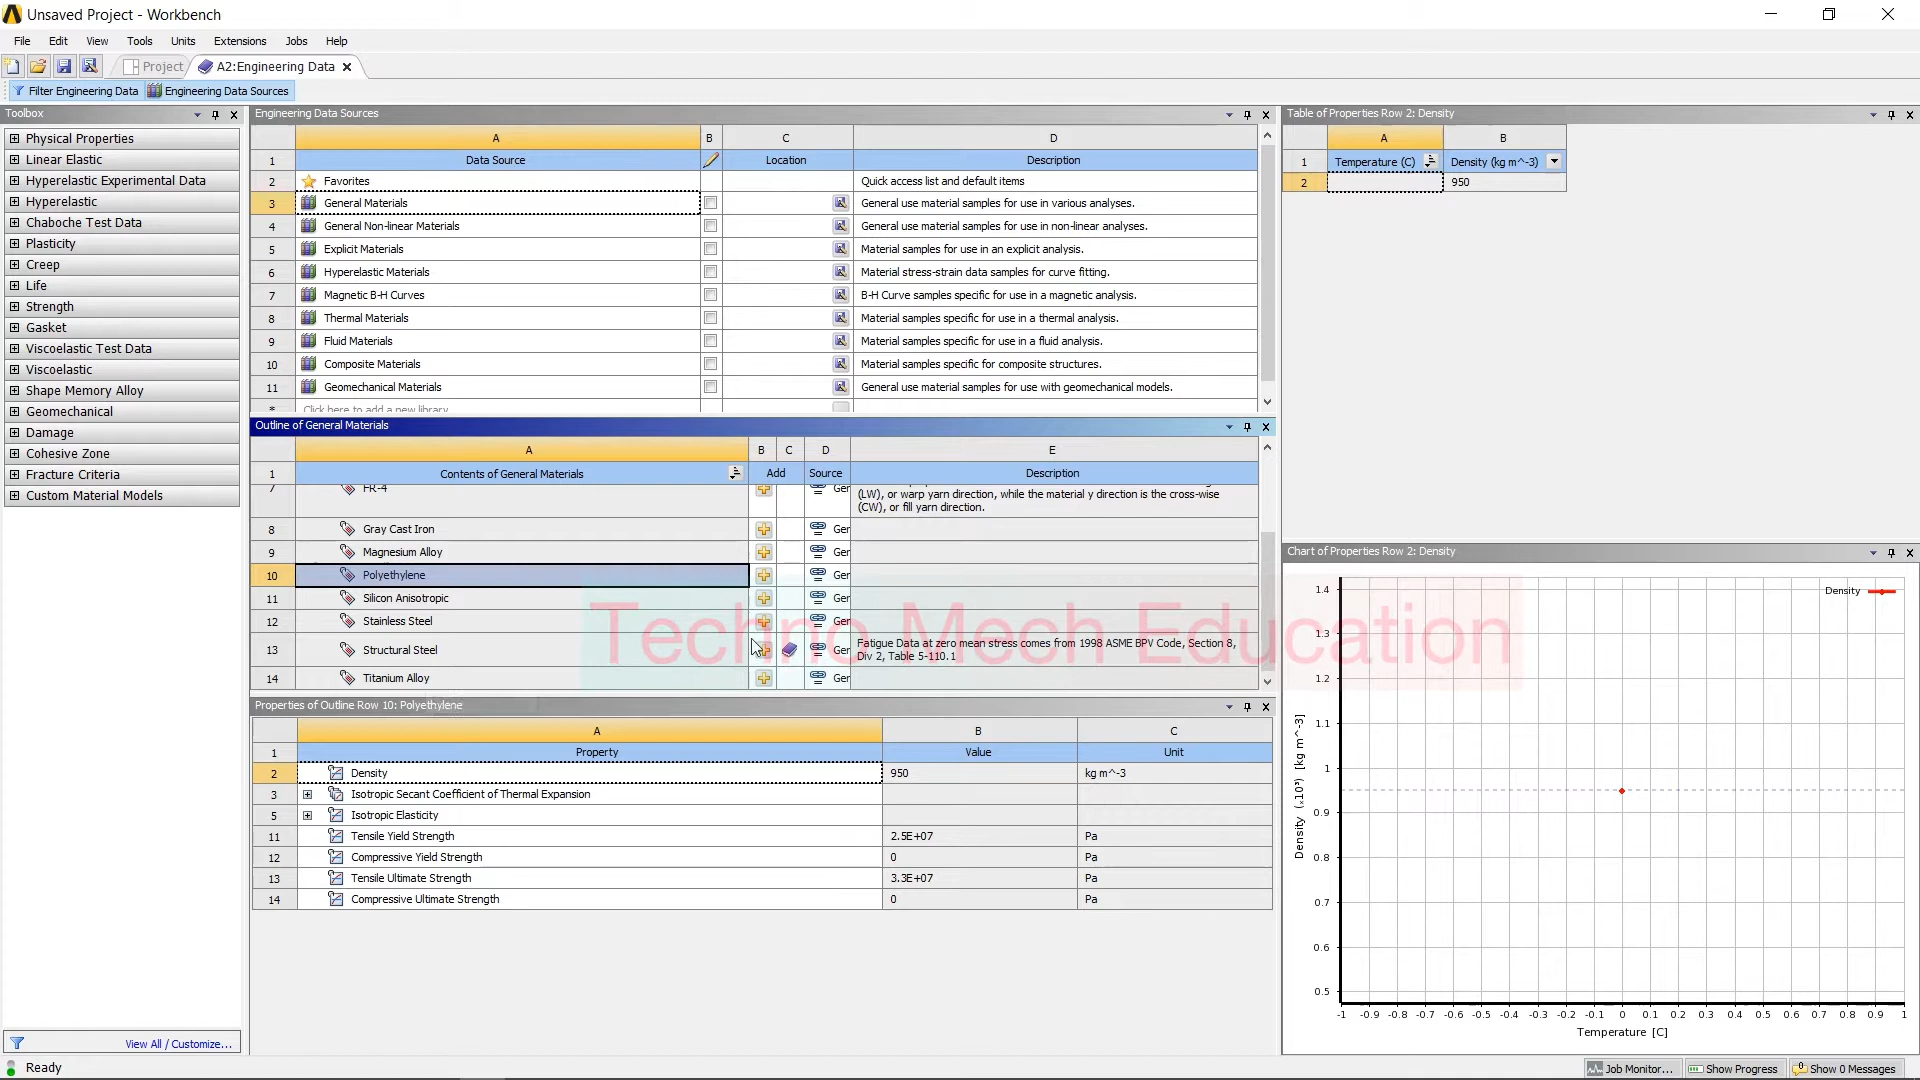 Unsaved Project - Workbench
File Edit View Tools Units Extensions Jobs Help
Project A2:Engineering Data
Filter Engineering Data Engineering Data Sources
Toolbox
Physical Properties
Linear Elastic
Hyperelastic Experimental Data
Hyperelastic
Chaboche Test Data
Plasticity
Creep
Life
Strength
Gasket
Viscoelastic Test Data
Viscoelastic
Shape Memory Alloy
Geomechanical
Damage
Cohesive Zone
Fracture Criteria
Custom Material Models
View All / Customize...
Engineering Data Sources
A B C D
1 Data Source Location Description
2 Favorites Quick access list and default items
3 General Materials General use material samples for use in various analyses.
4 General Non-linear Materials General use material samples for use in non-linear analyses.
5 Explicit Materials Material samples for use in an explicit analysis.
6 Hyperelastic Materials Material stress-strain data samples for curve fitting.
7 Magnetic B-H Curves B-H Curve samples specific for use in a magnetic analysis.
8 Thermal Materials Material samples specific for use in a thermal analysis.
9 Fluid Materials Material samples specific for use in a fluid analysis.
10 Composite Materials Material samples specific for composite structures.
11 Geomechanical Materials General use material samples for use with geomechanical models.
* Click here to add a new library
Outline of General Materials
A B C D E
1 Contents of General Materials Add Source Description
7 FR-4 Ger (LW), or warp yarn direction, while the material y direction is the cross-wise
(CW), or fill yarn direction.
8 Gray Cast Iron Ger
9 Magnesium Alloy Ger
10 Polyethylene Ger
11 Silicon Anisotropic Ger
12 Stainless Steel Ger
13 Structural Steel Ger Fatigue Data at zero mean stress comes from 1998 ASME BPV Code, Section 8,
Div 2, Table 5-110.1
14 Titanium Alloy Ger
Techno Mech Education
Properties of Outline Row 10: Polyethylene
A B C
1 Property Value Unit
2 Density 950 kg m^-3
3 Isotropic Secant Coefficient of Thermal Expansion
5 Isotropic Elasticity
11 Tensile Yield Strength 2.5E+07 Pa
12 Compressive Yield Strength 0 Pa
13 Tensile Ultimate Strength 3.3E+07 Pa
14 Compressive Ultimate Strength 0 Pa
Table of Properties Row 2: Density
A B
1 Temperature (C) Density (kg m^-3)
2 950
Chart of Properties Row 2: Density
Density
1.4
1.3
1.2
1.1
1
0.9
0.8
0.7
0.6
0.5
Density (.x10³) [kg m^-3]
-1 -0.9 -0.8 -0.7 -0.6 -0.5 -0.4 -0.3 -0.2 -0.1 0 0.1 0.2 0.3 0.4 0.5 0.6 0.7 0.8 0.9 1
Temperature [C]
Ready
Job Monitor... Show Progress Show 0 Messages